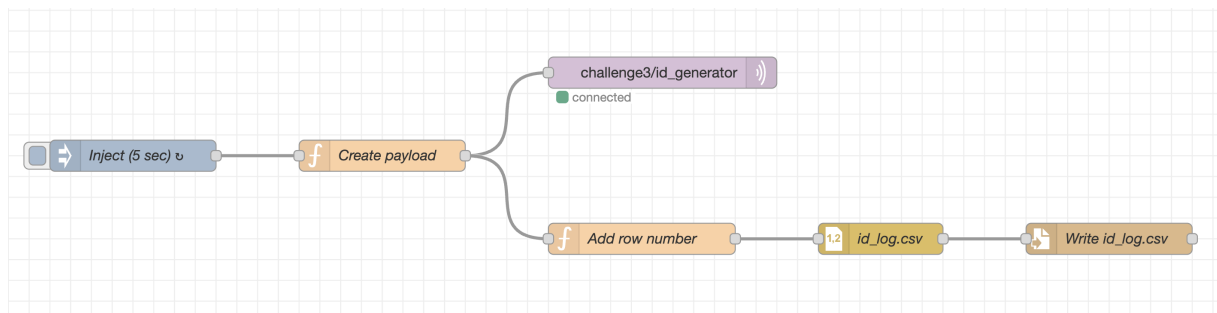 challenge3/id_generator
connected
Inject (5 sec) ↻
Create payload
Add row number
1,2
id_log.csv
Write id_log.csv